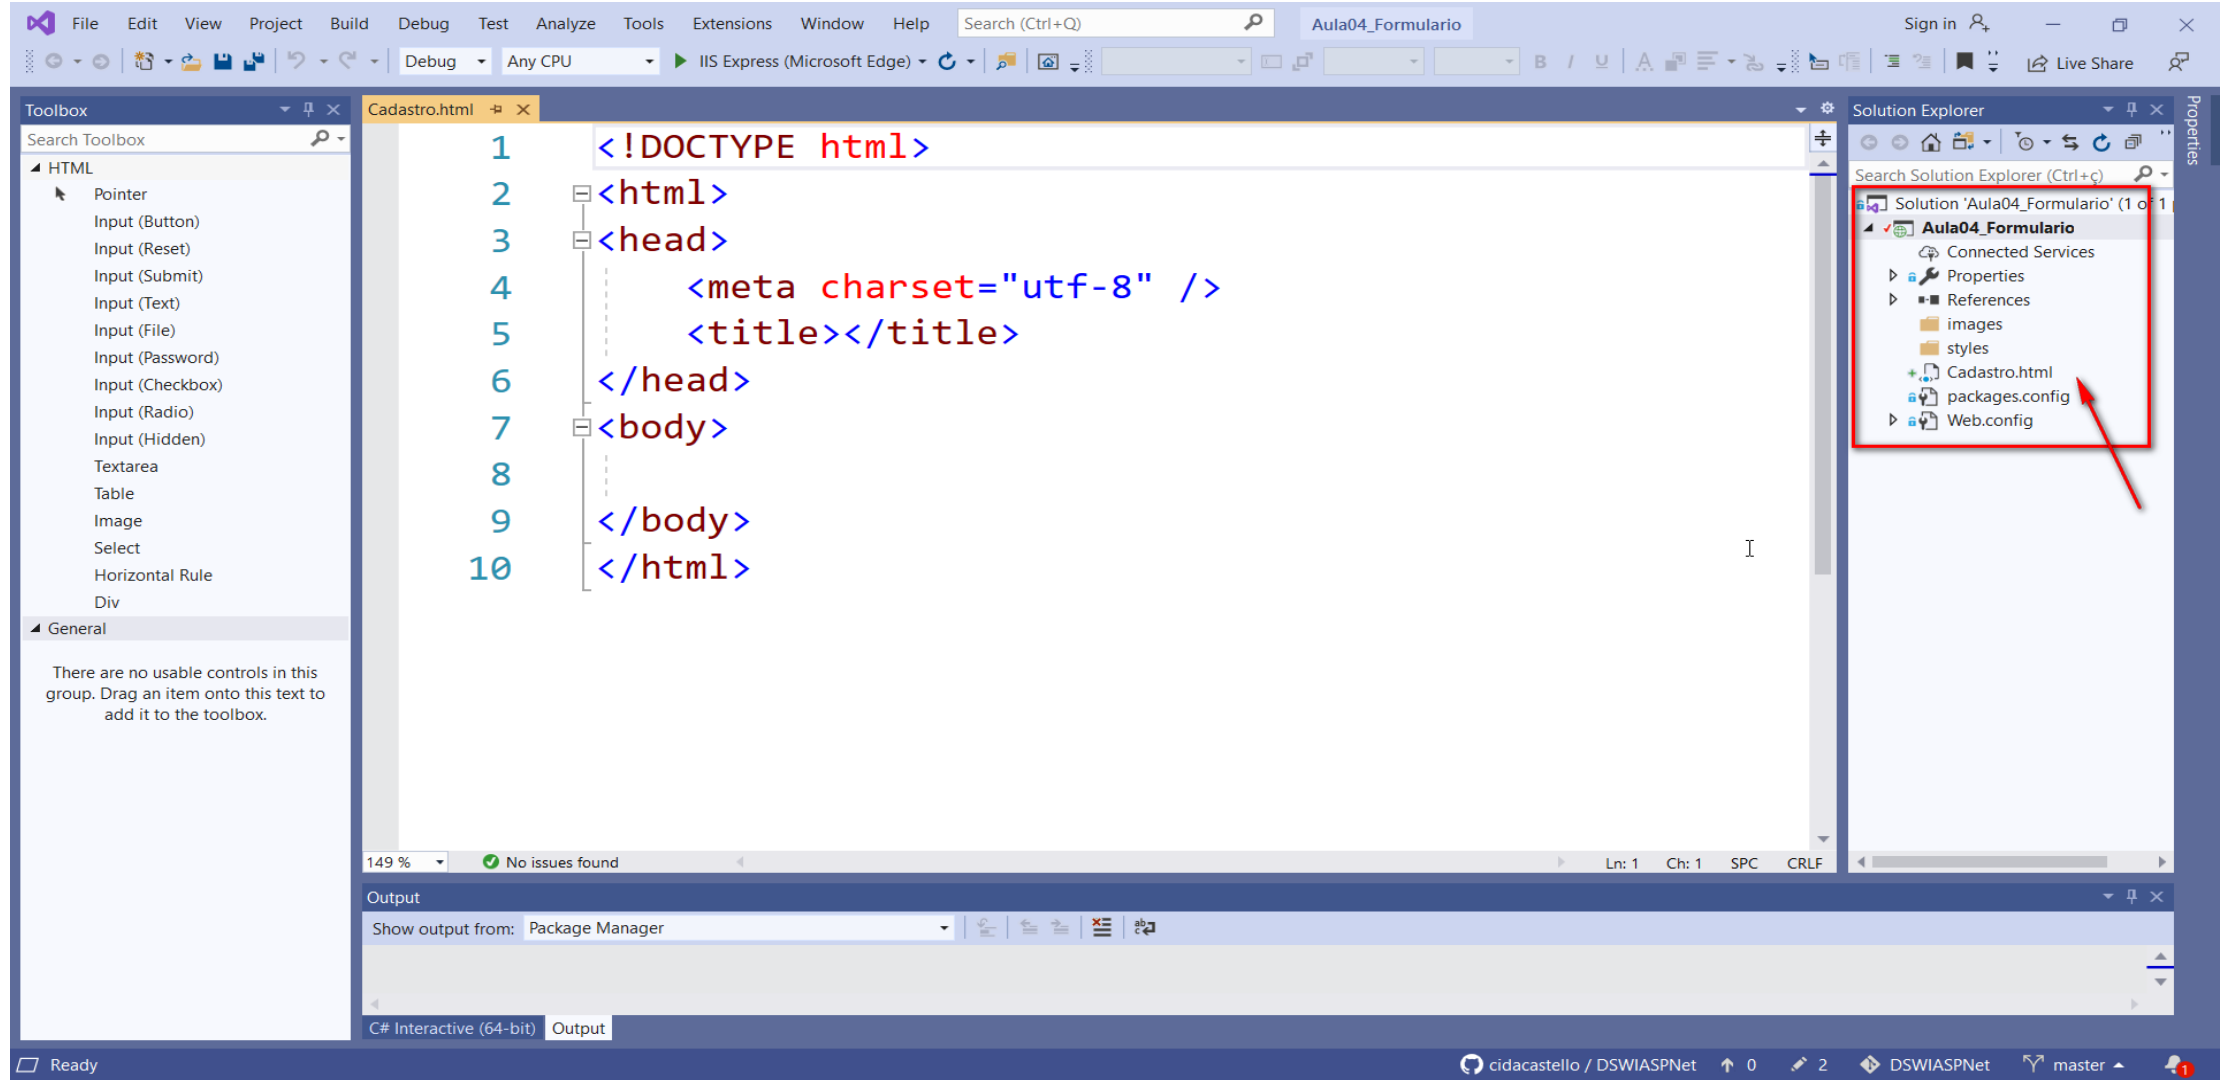 File Edit View Project Build Debug Test Analyze Tools Extensions Window Help Search (Ctrl+Q) Aula04_Formulario Sign in
Debug Any CPU IIS Express (Microsoft Edge) B I U A Live Share
Toolbox
Search Toolbox
HTML
Pointer
Input (Button)
Input (Reset)
Input (Submit)
Input (Text)
Input (File)
Input (Password)
Input (Checkbox)
Input (Radio)
Input (Hidden)
Textarea
Table
Image
Select
Horizontal Rule
Div
General
There are no usable controls in this
group. Drag an item onto this text to
add it to the toolbox.
Cadastro.html
1 <!DOCTYPE html>
2 <html>
3 <head>
4 <meta charset="utf-8" />
5 <title></title>
6 </head>
7 <body>
8
9 </body>
10 </html>
149 % No issues found Ln: 1 Ch: 1 SPC CRLF
Output
Show output from: Package Manager
C# Interactive (64-bit) Output
Solution Explorer
Search Solution Explorer (Ctrl+ç)
Solution 'Aula04_Formulario' (1 of 1
Aula04_Formulario
Connected Services
Properties
References
images
styles
Cadastro.html
packages.config
Web.config
Properties
Ready cidacastello / DSWIASPNet 0 2 DSWIASPNet master 1